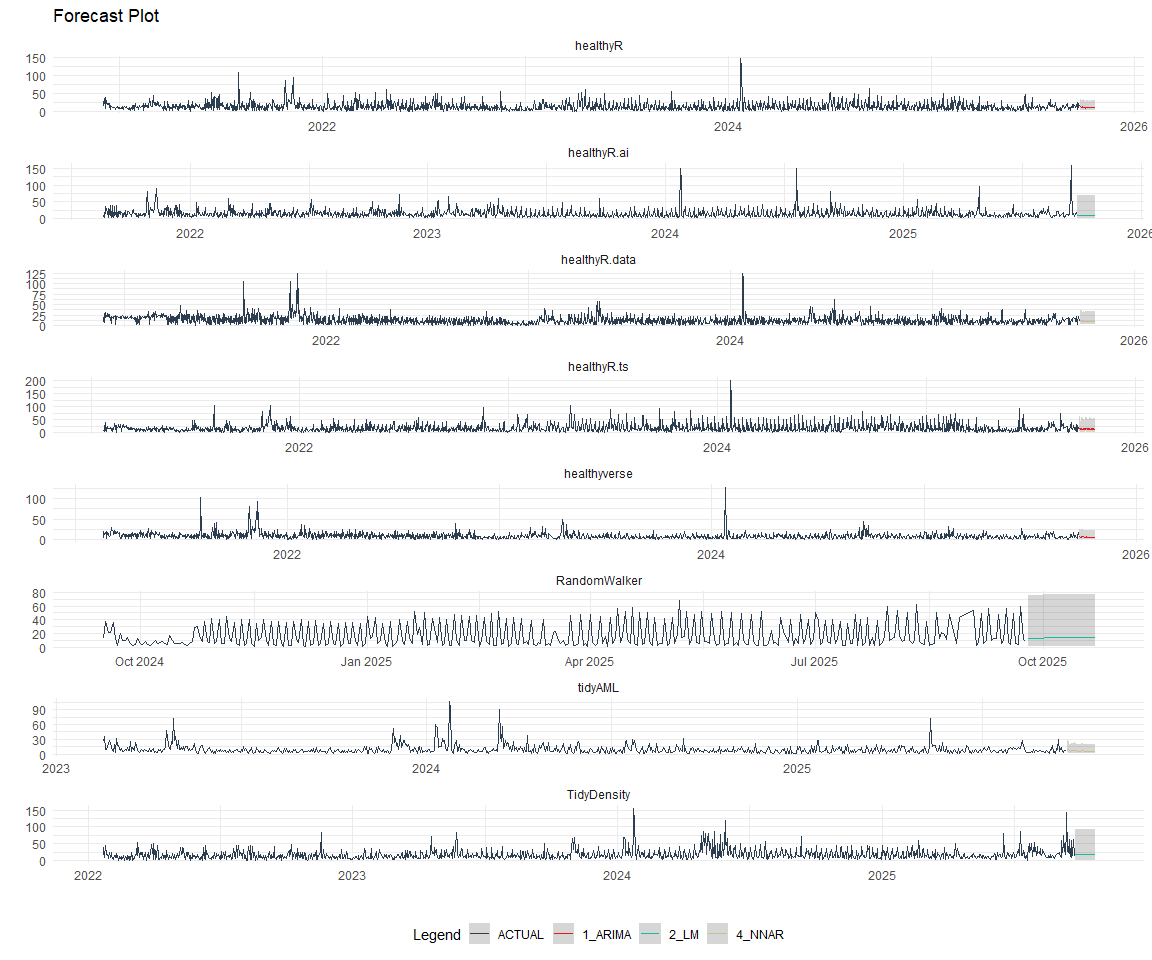 Forecast Plot
healthyR
150
100
50
0
2022 2024 2026
healthyR.ai
150
100
50
0
2022 2023 2024 2025 2026
healthyR.data
125
100
75
50
25
0
2022 2024 2026
healthyR.ts
200
150
100
50
0
2022 2024 2026
healthyverse
100
50
0
2022 2024 2026
RandomWalker
80
60
40
20
0
Oct 2024 Jan 2025 Apr 2025 Jul 2025 Oct 2025
tidyAML
90
60
30
0
2023 2024 2025
TidyDensity
150
100
50
0
2022 2023 2024 2025
Legend ACTUAL 1_ARIMA 2_LM 4_NNAR